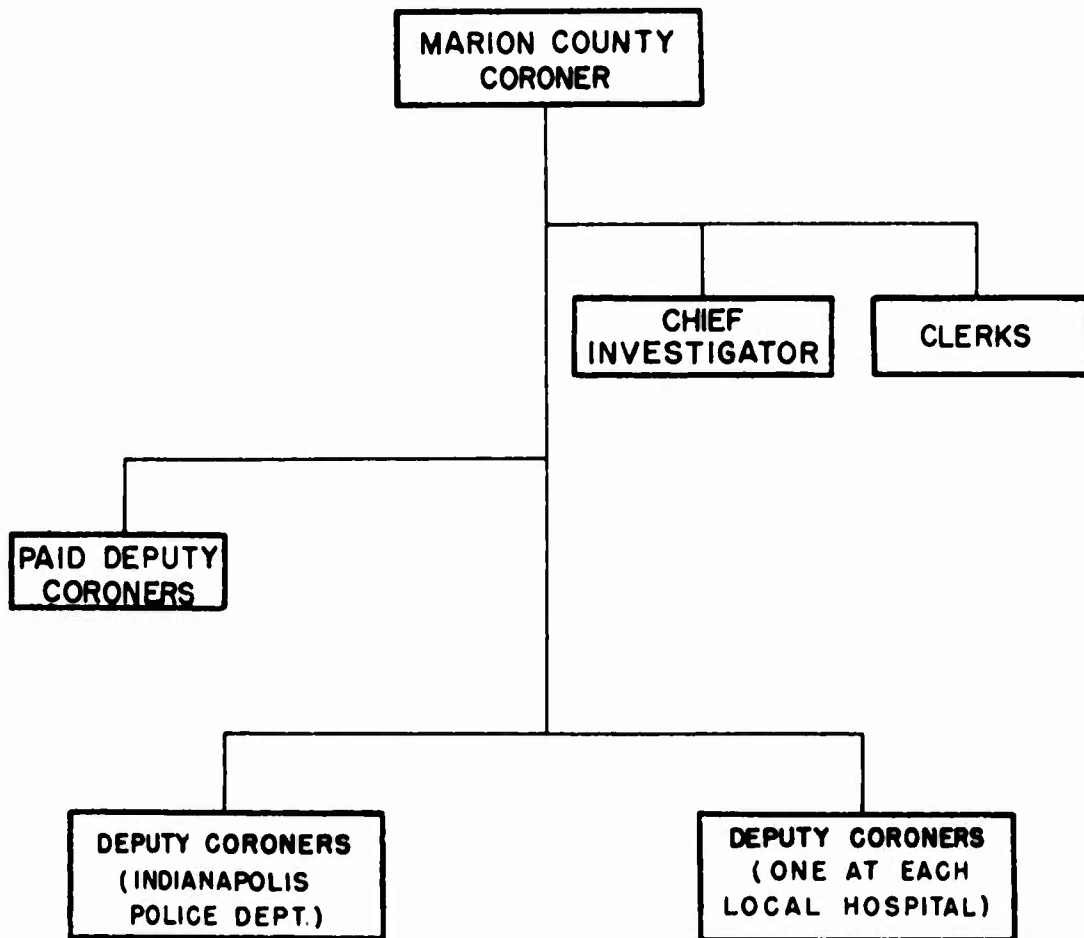 MARION COUNTY
CORONER
CHIEF
INVESTIGATOR
CLERKS
PAID DEPUTY
CORONERS
DEPUTY CORONERS
(INDIANAPOLIS
POLICE DEPT.)
DEPUTY CORONERS
(ONE AT EACH
LOCAL HOSPITAL)